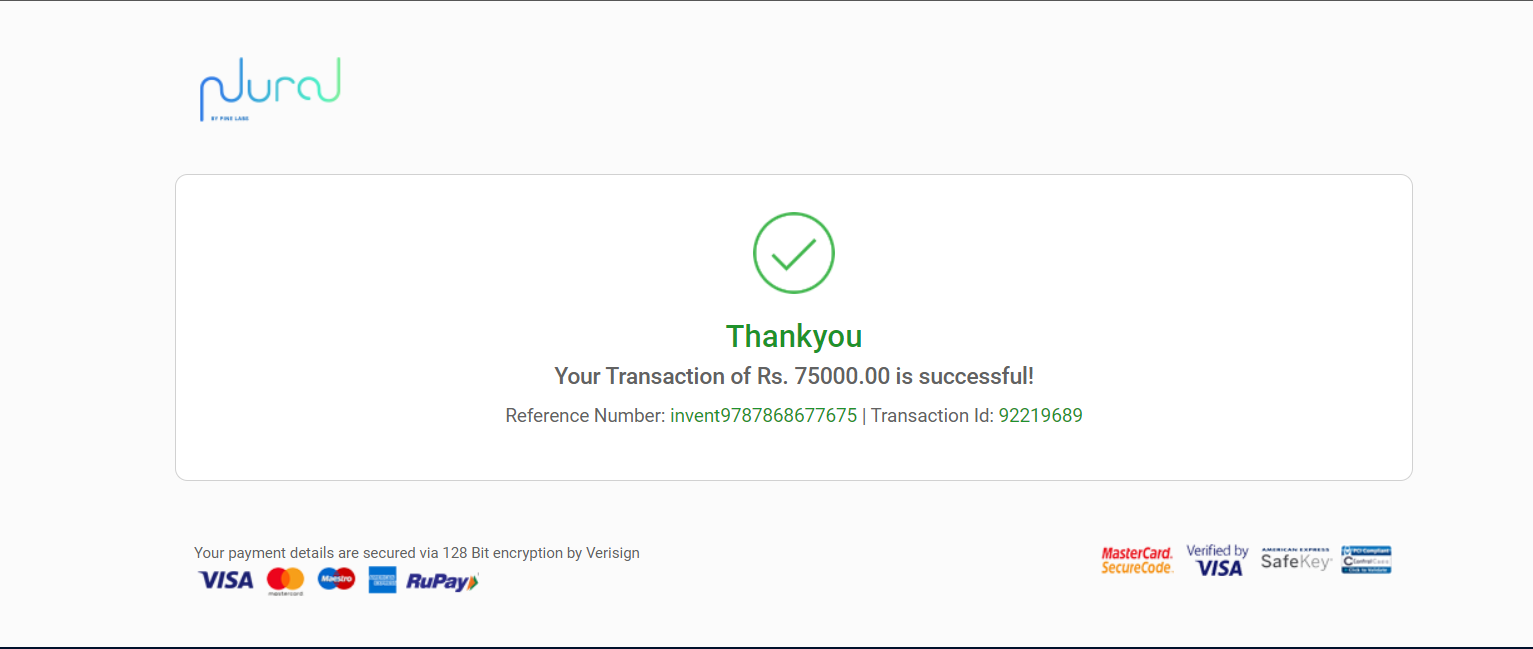 plural
BY PINE LABS
Thankyou
Your Transaction of Rs. 75000.00 is successful!
Reference Number: invent9787868677675 | Transaction Id: 92219689
Your payment details are secured via 128 Bit encryption by Verisign
VISA mastercard Maestro RuPay
MasterCard. SecureCode.
Verified by VISA
AMERICAN EXPRESS SafeKey
PCI Compliant
ControlCase
Click to Validate